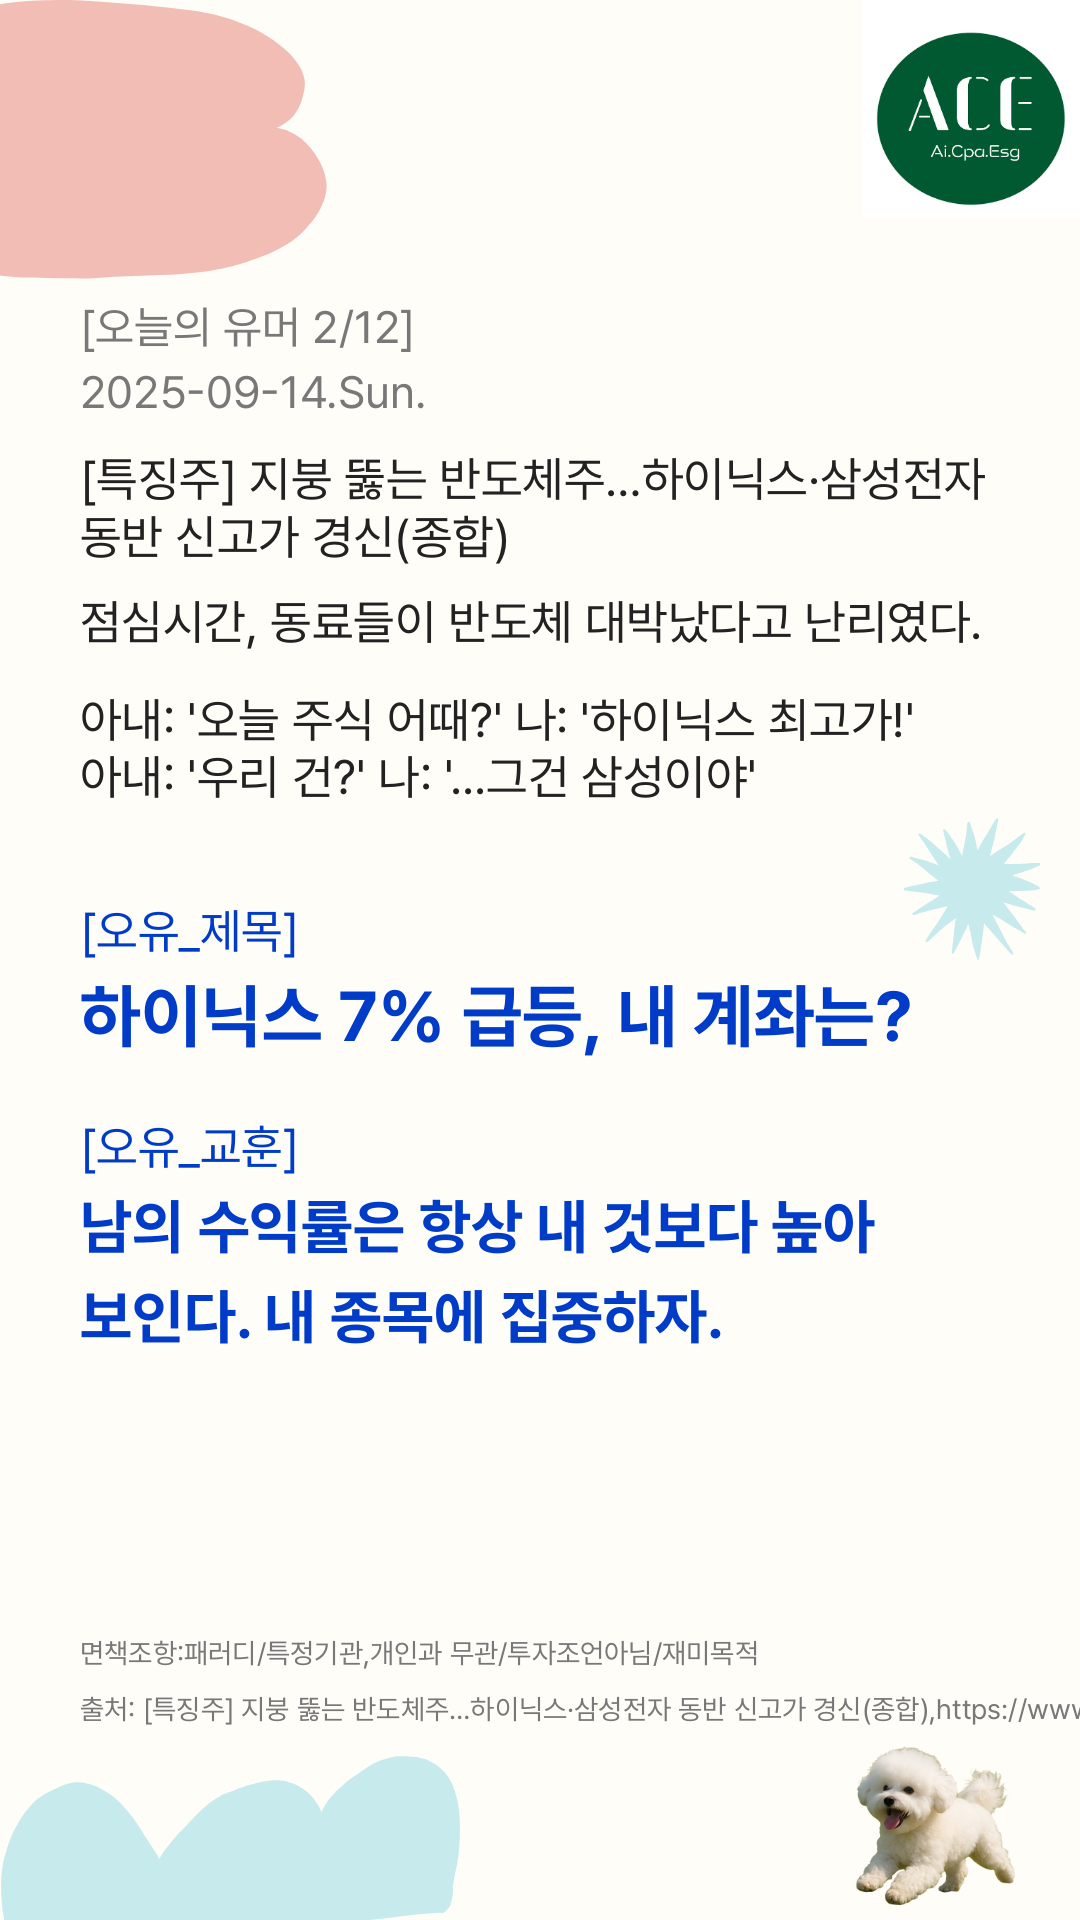 ACE
Ai.Cpa.Esg
[오늘의 유머 2/12]
2025-09-14.Sun.
[특징주] 지붕 뚫는 반도체주…하이닉스·삼성전자
동반 신고가 경신(종합)
점심시간, 동료들이 반도체 대박났다고 난리였다.
아내: '오늘 주식 어때?' 나: '하이닉스 최고가!'
아내: '우리 건?' 나: '...그건 삼성이야'
[오유_제목]
하이닉스 7% 급등, 내 계좌는?
[오유_교훈]
남의 수익률은 항상 내 것보다 높아
보인다. 내 종목에 집중하자.
면책조항:패러디/특정기관,개인과 무관/투자조언아님/재미목적
출처: [특징주] 지붕 뚫는 반도체주…하이닉스·삼성전자 동반 신고가 경신(종합),https://www